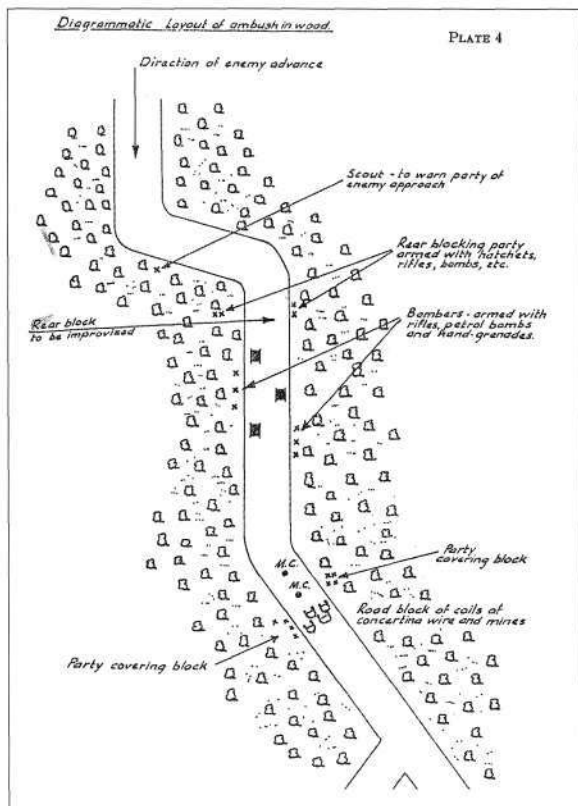 Diagrammatic Layout of ambush in wood.
PLATE 4
Direction of enemy advance
Scout - to warn party of
enemy approach
Rear blocking party
armed with hatchets,
rifles, bombs, etc.
Rear block
to be improvised
Bombers - armed with
rifles, petrol bombs
and hand-grenades.
M.C.
M.C.
Party
covering block
Road block of coils of
concertina wire and mines
Party covering block